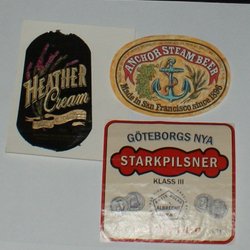 HEATHER
Cream
ANCHOR STEAM BEER
Made in San Francisco since 1896
GÖTEBORGS NYA
STARKPILSNER
KLASS III